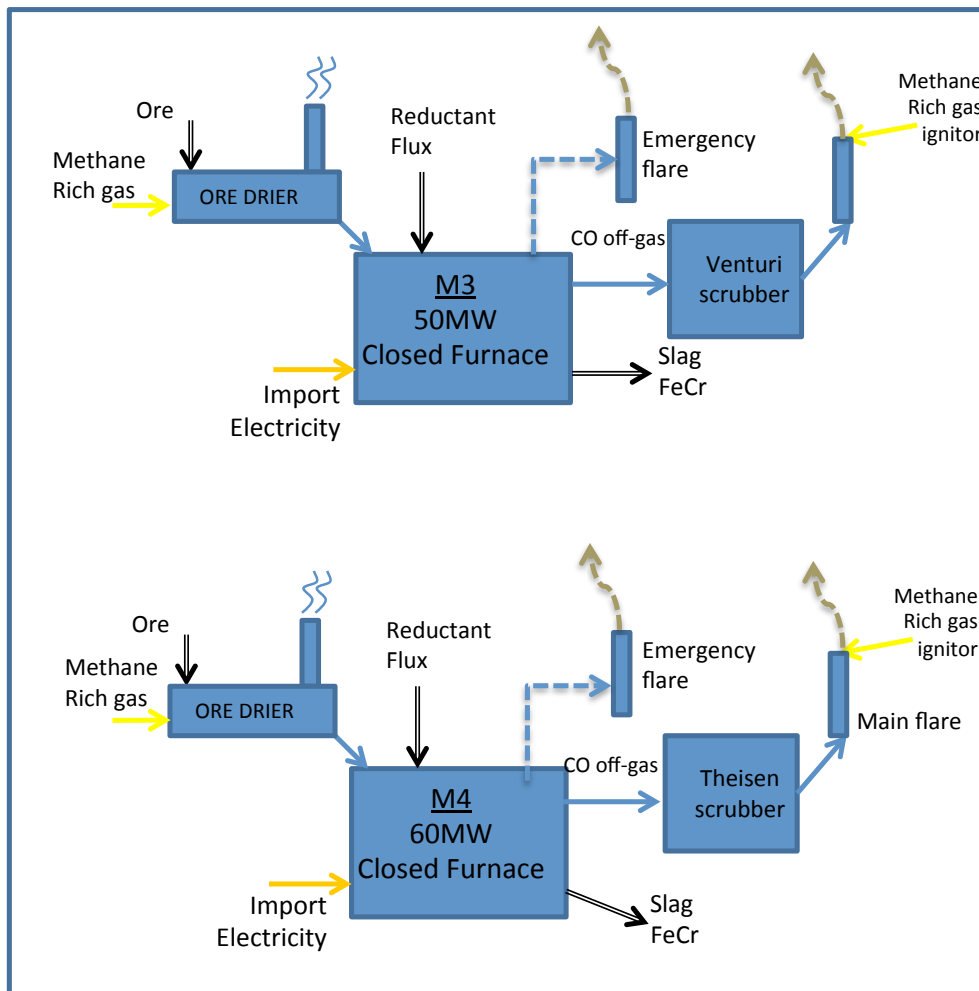 Ore
Methane
Rich gas
ORE DRIER
Reductant
Flux
Emergency
flare
Methane
Rich gas
ignitor
CO off-gas
Venturi
scrubber
M3
50MW
Closed Furnace
Import
Electricity
Slag
FeCr
Ore
Methane
Rich gas
ORE DRIER
Reductant
Flux
Emergency
flare
Methane
Rich gas
ignitor
Main flare
CO off-gas
Theisen
scrubber
M4
60MW
Closed Furnace
Import
Electricity
Slag
FeCr